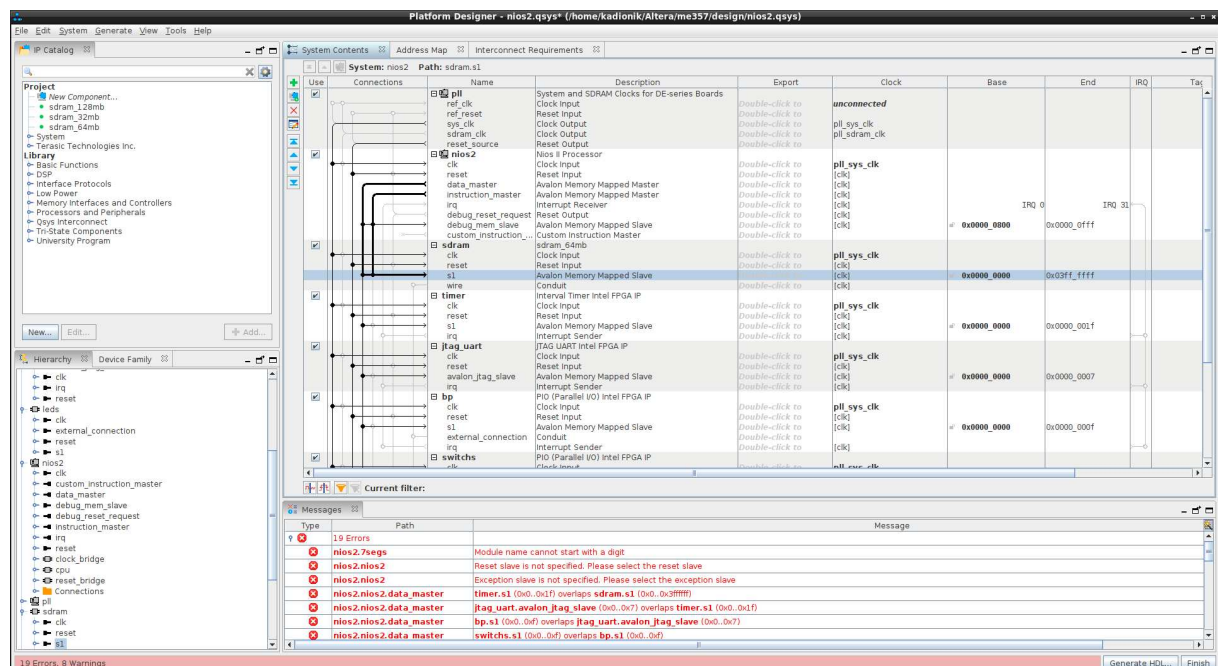 Platform Designer - nios2.qsys* (/home/kadionik/Altera/me357/design/nios2.qsys)
File Edit System Generate View Tools Help
IP Catalog
Project
New Component...
sdram_128mb
sdram_32mb
sdram_64mb
System
Terasic Technologies Inc.
Library
Basic Functions
DSP
Interface Protocols
Low Power
Memory Interfaces and Controllers
Processors and Peripherals
Qsys Interconnect
Tri-State Components
University Program
New... Edit... Add...
Hierarchy Device Family
clk
irq
reset
leds
clk
external_connection
reset
s1
nios2
clk
custom_instruction_master
data_master
debug_mem_slave
debug_reset_request
instruction_master
irq
reset
clock_bridge
cpu
reset_bridge
Connections
pll
sdram
clk
reset
s1
System Contents Address Map Interconnect Requirements
System: nios2 Path: sdram.s1
Use Connections Name Description Export Clock Base End IRQ Tag
pll System and SDRAM Clocks for DE-series Boards
ref_clk Clock Input Double-click to unconnected
ref_reset Reset Input Double-click to
sys_clk Clock Output Double-click to pll_sys_clk
sdram_clk Clock Output Double-click to pll_sdram_clk
reset_source Reset Output Double-click to
nios2 Nios II Processor
clk Clock Input Double-click to pll_sys_clk
reset Reset Input Double-click to [clk]
data_master Avalon Memory Mapped Master Double-click to [clk]
instruction_master Avalon Memory Mapped Master Double-click to [clk]
irq Interrupt Receiver Double-click to [clk] IRQ 0 IRQ 31
debug_reset_request Reset Output Double-click to [clk]
debug_mem_slave Avalon Memory Mapped Slave Double-click to [clk] 0x0000_0800 0x0000_0fff
custom_instruction_... Custom Instruction Master Double-click to
sdram sdram_64mb
clk Clock Input Double-click to pll_sys_clk
reset Reset Input Double-click to [clk]
s1 Avalon Memory Mapped Slave Double-click to [clk] 0x0000_0000 0x03ff_ffff
wire Conduit Double-click to
timer Interval Timer Intel FPGA IP
clk Clock Input Double-click to pll_sys_clk
reset Reset Input Double-click to [clk]
s1 Avalon Memory Mapped Slave Double-click to [clk] 0x0000_0000 0x0000_001f
irq Interrupt Sender Double-click to [clk]
jtag_uart JTAG UART Intel FPGA IP
clk Clock Input Double-click to pll_sys_clk
reset Reset Input Double-click to [clk]
avalon_jtag_slave Avalon Memory Mapped Slave Double-click to [clk] 0x0000_0000 0x0000_0007
irq Interrupt Sender Double-click to [clk]
bp PIO (Parallel I/O) Intel FPGA IP
clk Clock Input Double-click to pll_sys_clk
reset Reset Input Double-click to [clk]
s1 Avalon Memory Mapped Slave Double-click to [clk] 0x0000_0000 0x0000_000f
external_connection Conduit Double-click to
irq Interrupt Sender Double-click to [clk]
switchs PIO (Parallel I/O) Intel FPGA IP
clk Clock Input Double-click to pll_sys_clk
Current filter:
Messages
Type Path Message
19 Errors
nios2.7segs Module name cannot start with a digit
nios2.nios2 Reset slave is not specified. Please select the reset slave
nios2.nios2 Exception slave is not specified. Please select the exception slave
nios2.nios2.data_master timer.s1 (0x0..0x1f) overlaps sdram.s1 (0x0..0x3ffffff)
nios2.nios2.data_master jtag_uart.avalon_jtag_slave (0x0..0x7) overlaps timer.s1 (0x0..0x1f)
nios2.nios2.data_master bp.s1 (0x0..0xf) overlaps jtag_uart.avalon_jtag_slave (0x0..0x7)
nios2.nios2.data_master switchs.s1 (0x0..0xf) overlaps bp.s1 (0x0..0xf)
19 Errors, 8 Warnings
Generate HDL... Finish